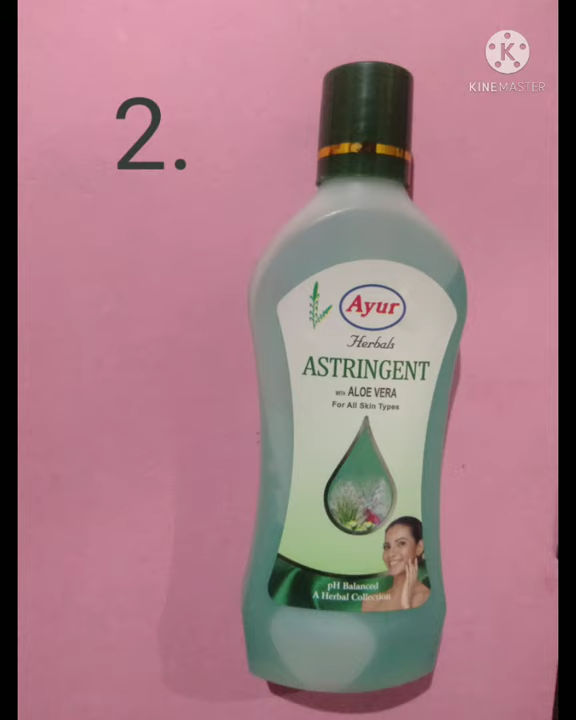 KINEMASTER
2.
Ayur
Herbals
ASTRINGENT
WITH ALOE VERA
For All Skin Types
pH Balanced
A Herbal Collection